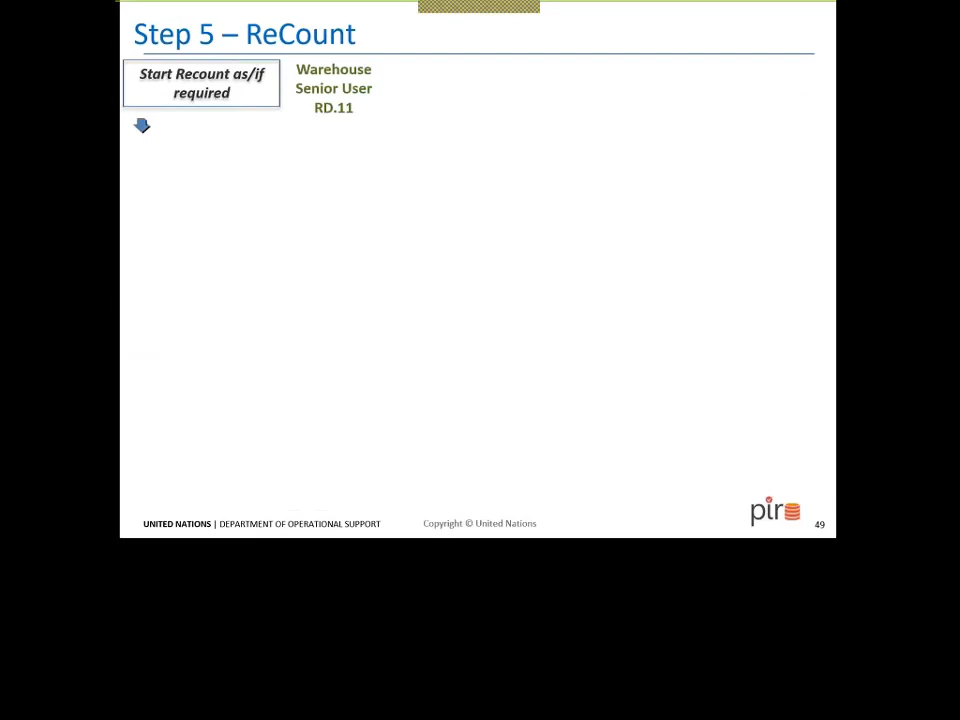 Step 5 – ReCount
Start Recount as/if
required
Warehouse
Senior User
RD.11
UNITED NATIONS | DEPARTMENT OF OPERATIONAL SUPPORT
Copyright © United Nations
pir
49